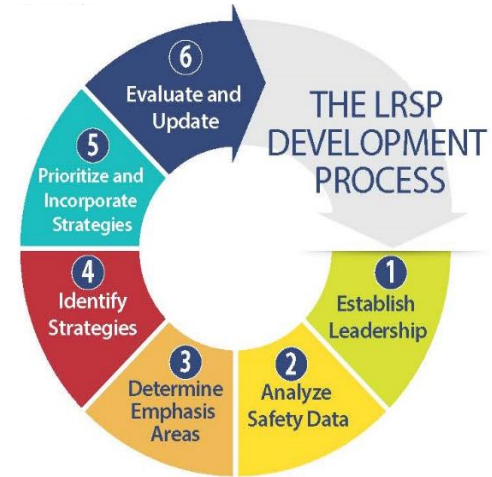 THE LRSP
DEVELOPMENT
PROCESS
1
Establish
Leadership
2
Analyze
Safety Data
3
Determine
Emphasis
Areas
4
Identify
Strategies
5
Prioritize and
Incorporate
Strategies
6
Evaluate and
Update